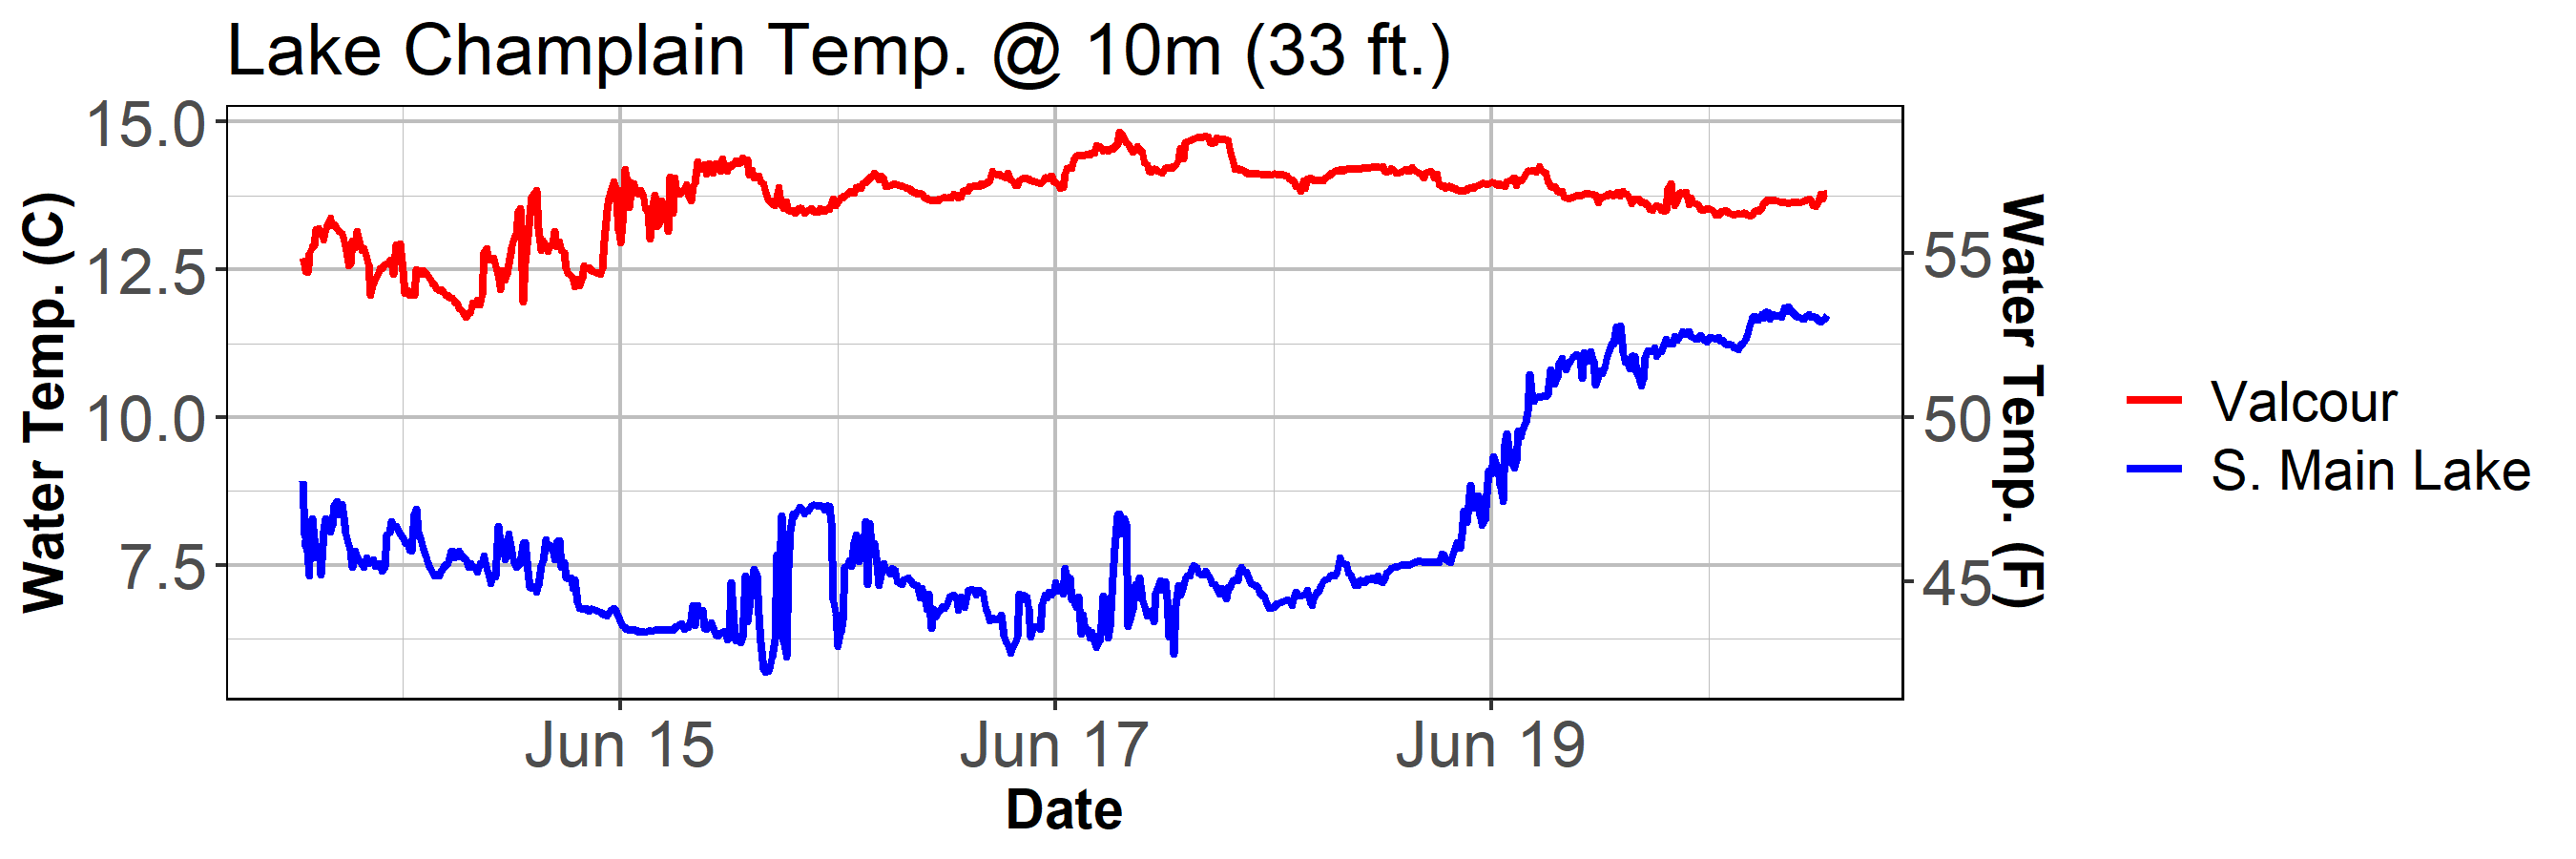 Lake Champlain Temp. @ 10m (33 ft.)
Water Temp. (C)
15.0
12.5
10.0
7.5
55
50
45
Water Temp. (F)
Jun 15
Jun 17
Jun 19
Date
Valcour
S. Main Lake